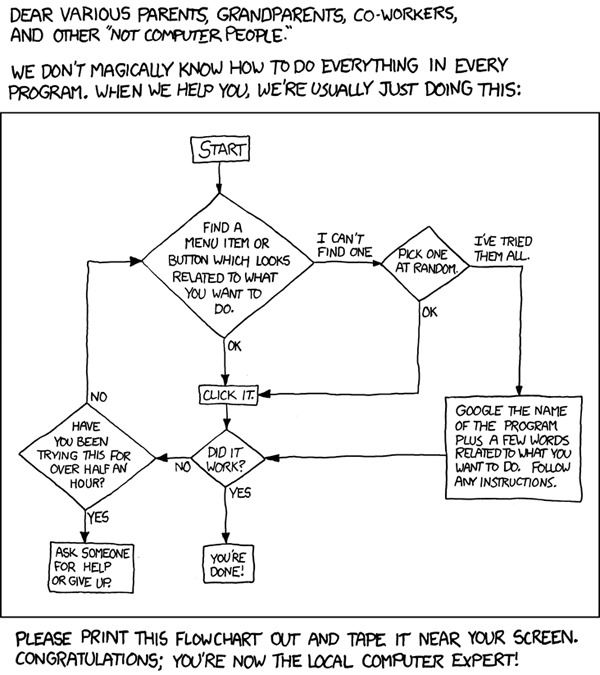 DEAR VARIOUS PARENTS, GRANDPARENTS, CO-WORKERS,
AND OTHER "NOT COMPUTER PEOPLE."
WE DON'T MAGICALLY KNOW HOW TO DO EVERYTHING IN EVERY
PROGRAM. WHEN WE HELP YOU, WE'RE USUALLY JUST DOING THIS:
START
FIND A
MENU ITEM OR
BUTTON WHICH LOOKS
RELATED TO WHAT
YOU WANT TO
DO.
I CAN'T
FIND ONE
PICK ONE
AT RANDOM.
I'VE TRIED
THEM ALL.
OK
OK
CLICK IT.
NO
GOOGLE THE NAME
OF THE PROGRAM
PLUS A FEW WORDS
RELATED TO WHAT YOU
WANT TO DO. FOLLOW
ANY INSTRUCTIONS.
HAVE
YOU BEEN
TRYING THIS FOR
OVER HALF AN
HOUR?
NO
DID IT
WORK?
YES
YES
ASK SOMEONE
FOR HELP
OR GIVE UP.
YOU'RE
DONE!
PLEASE PRINT THIS FLOWCHART OUT AND TAPE IT NEAR YOUR SCREEN.
CONGRATULATIONS; YOU'RE NOW THE LOCAL COMPUTER EXPERT!